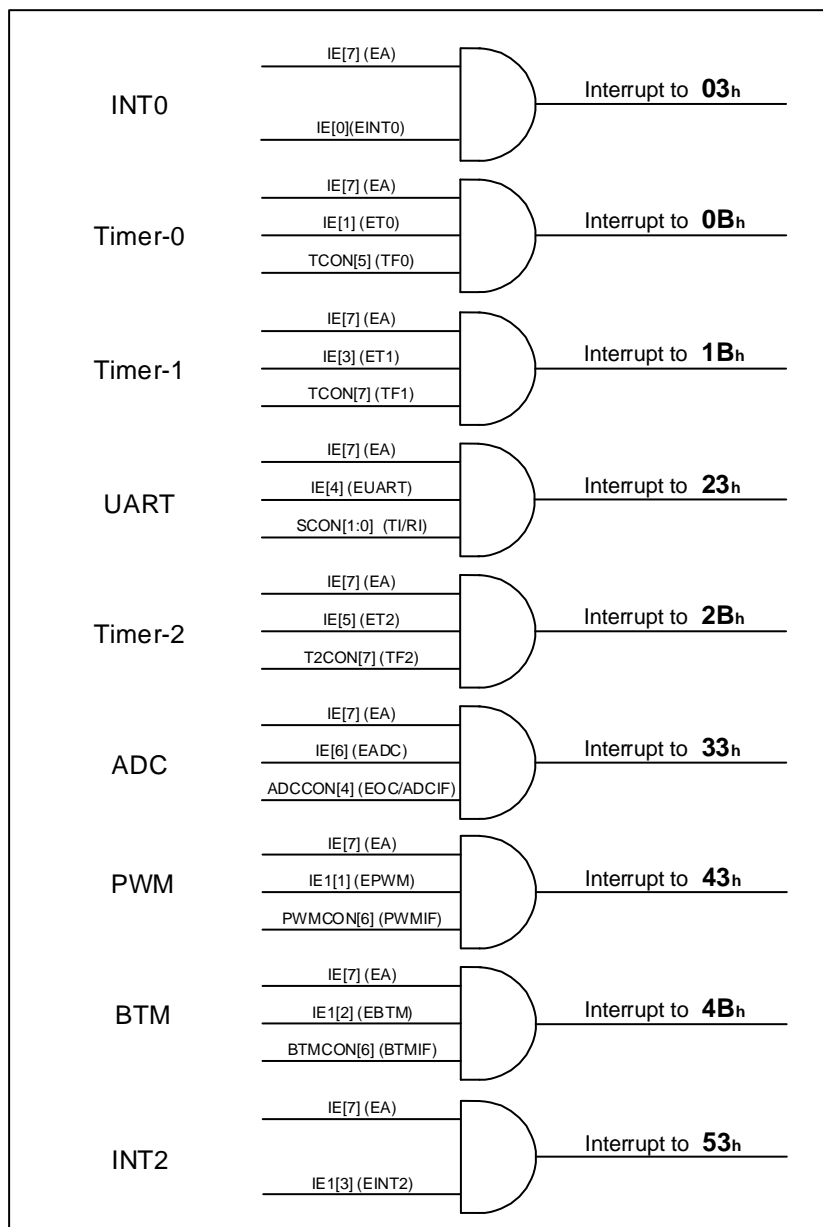 IE[7] (EA)
INT0
Interrupt to 03h
IE[0](EINT0)
IE[7] (EA)
Timer-0
IE[1] (ET0)
Interrupt to 0Bh
TCON[5] (TF0)
IE[7] (EA)
Timer-1
IE[3] (ET1)
Interrupt to 1Bh
TCON[7] (TF1)
IE[7] (EA)
UART
IE[4] (EUART)
Interrupt to 23h
SCON[1:0] (TI/RI)
IE[7] (EA)
Timer-2
IE[5] (ET2)
Interrupt to 2Bh
T2CON[7] (TF2)
IE[7] (EA)
ADC
IE[6] (EADC)
Interrupt to 33h
ADCCON[4] (EOC/ADCIF)
IE[7] (EA)
PWM
IE1[1] (EPWM)
Interrupt to 43h
PWMCON[6] (PWMIF)
IE[7] (EA)
BTM
IE1[2] (EBTM)
Interrupt to 4Bh
BTMCON[6] (BTMIF)
IE[7] (EA)
INT2
Interrupt to 53h
IE1[3] (EINT2)